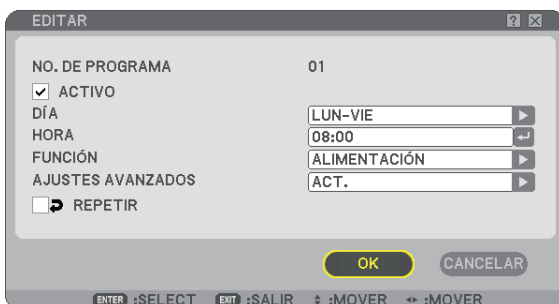 EDITAR
NO. DE PROGRAMA 01
ACTIVO
DÍA LUN-VIE
HORA 08:00
FUNCIÓN ALIMENTACIÓN
AJUSTES AVANZADOS ACT.
REPETIR
OK CANCELAR
ENTER :SELECT EXIT :SALIR :MOVER :MOVER